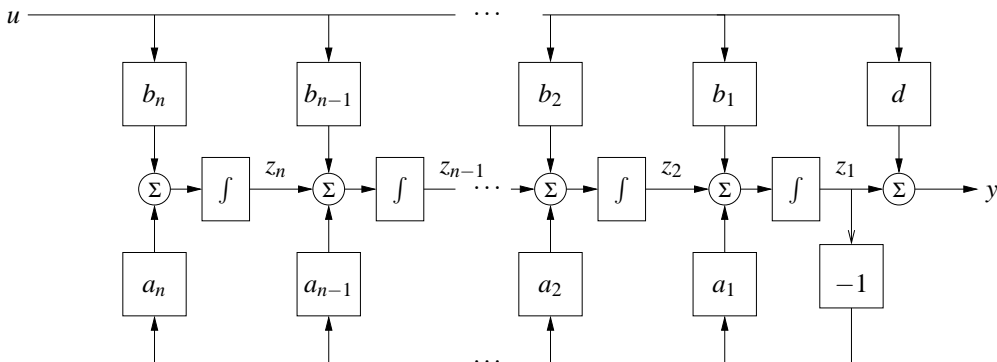 u ⋯
b_n b_{n−1} b_2 b_1 d
z_n z_{n−1} z_2 z_1
Σ ∫ Σ ∫ ⋯ Σ ∫ Σ ∫ Σ y
a_n a_{n−1} a_2 a_1 −1
⋯